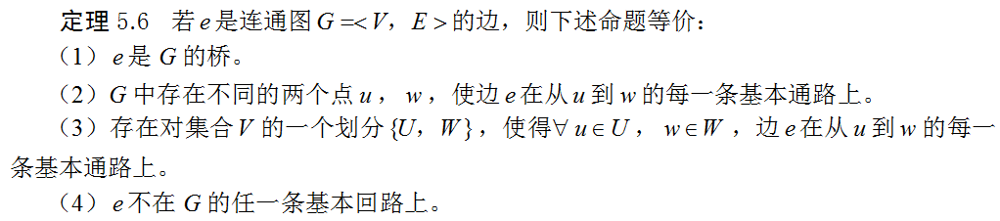 定理 5.6 若 e 是连通图 G =< V，E > 的边，则下述命题等价：
（1）e 是 G 的桥。
（2）G 中存在不同的两个点 u ，w ，使边 e 在从 u 到 w 的每一条基本通路上。
（3）存在对集合 V 的一个划分 {U，W}，使得∀ u∈U ，w∈W ，边 e 在从 u 到 w 的每一
条基本通路上。
（4）e 不在 G 的任一条基本回路上。